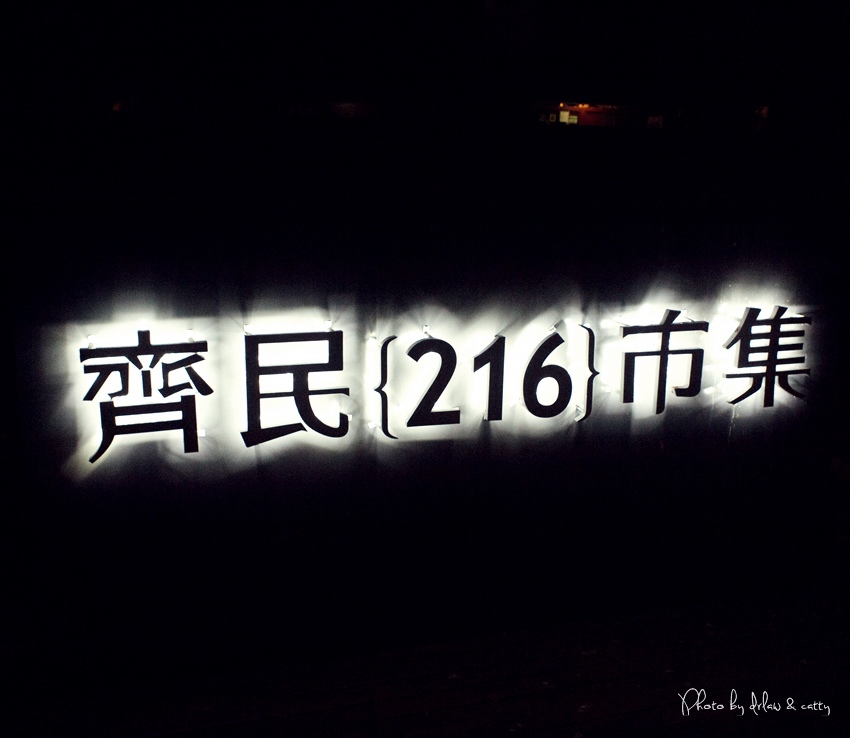 齊民{216}市集
Photo by drlaw & catty